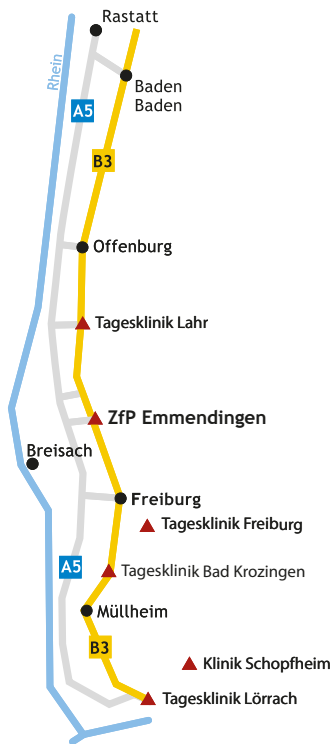 Rastatt
Rhein
Baden
Baden
A5
B3
Offenburg
Tagesklinik Lahr
ZfP Emmendingen
Breisach
Freiburg
Tagesklinik Freiburg
A5
Tagesklinik Bad Krozingen
Müllheim
B3
Klinik Schopfheim
Tagesklinik Lörrach